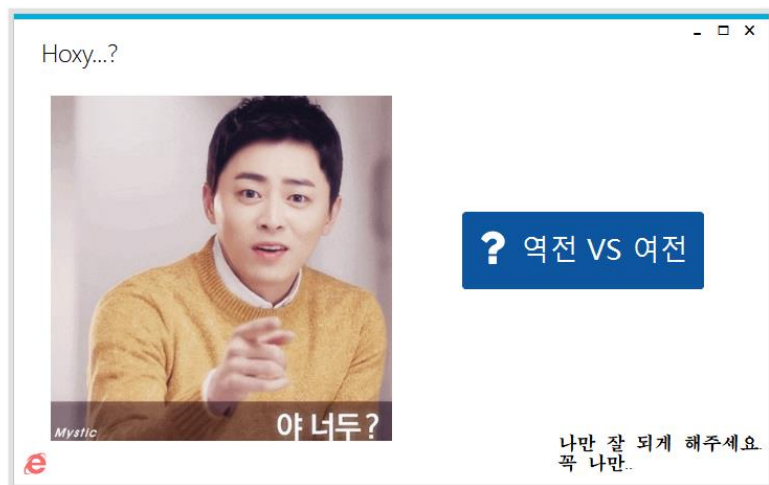 Hoxy...?
? 역전 VS 여전
Mystic
야 너두?
나만 잘 되게 해주세요.
꼭 나만..